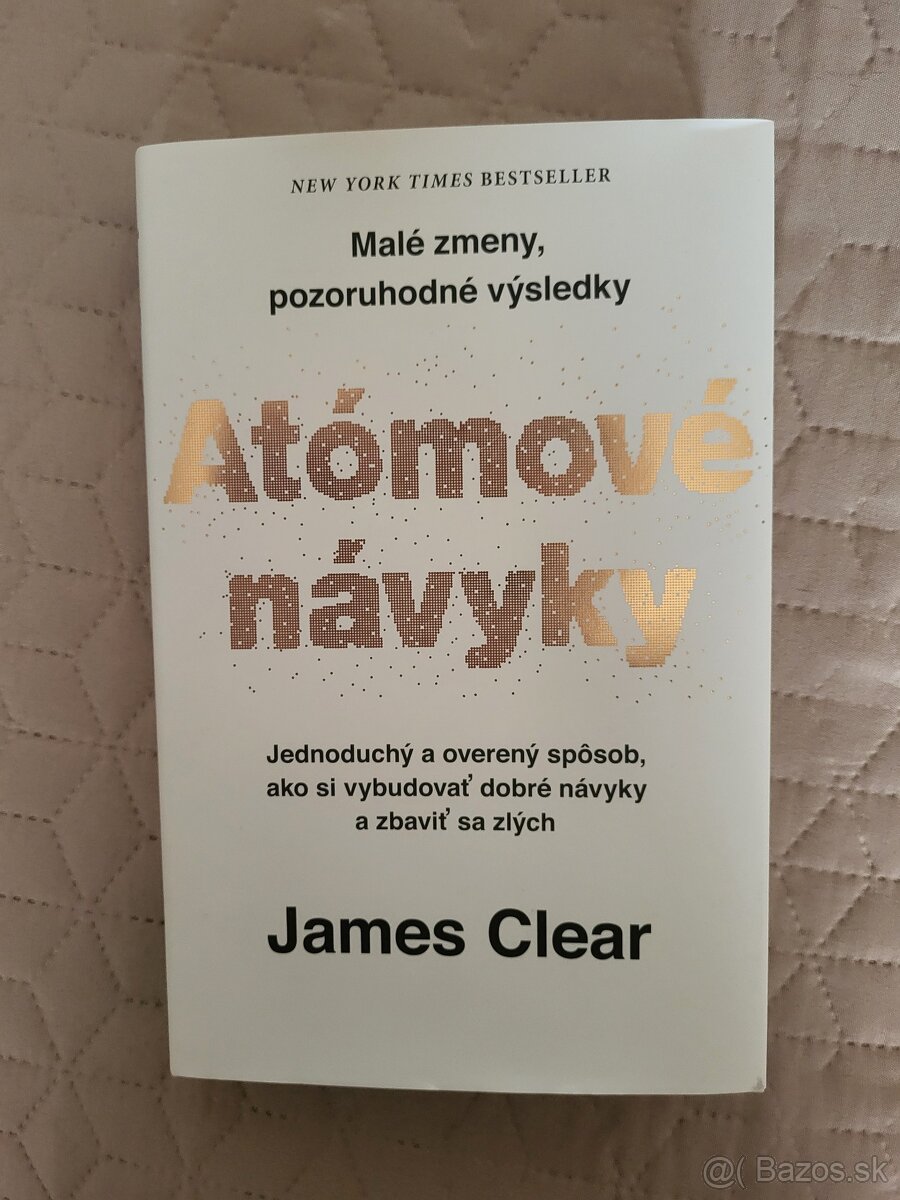 NEW YORK TIMES BESTSELLER
Malé zmeny,
pozoruhodné výsledky
Atómové
návyky
Jednoduchý a overený spôsob,
ako si vybudovať dobré návyky
a zbaviť sa zlých
James Clear
@( Bazos.sk